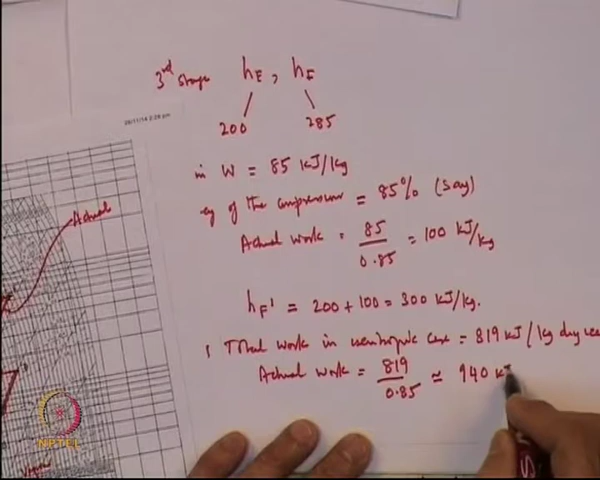 3rd stage hE, hF
200 285
in W = 85 kJ/kg
of the compressor = 85% (say)
Actual work = 85/0.85 = 100 kJ/kg
hF' = 200 + 100 = 300 kJ/kg.
Total work in isentropic case = 819 kJ/kg dry
Actual work = 819/0.85 ≈ 940 kJ
Actual
NPTEL